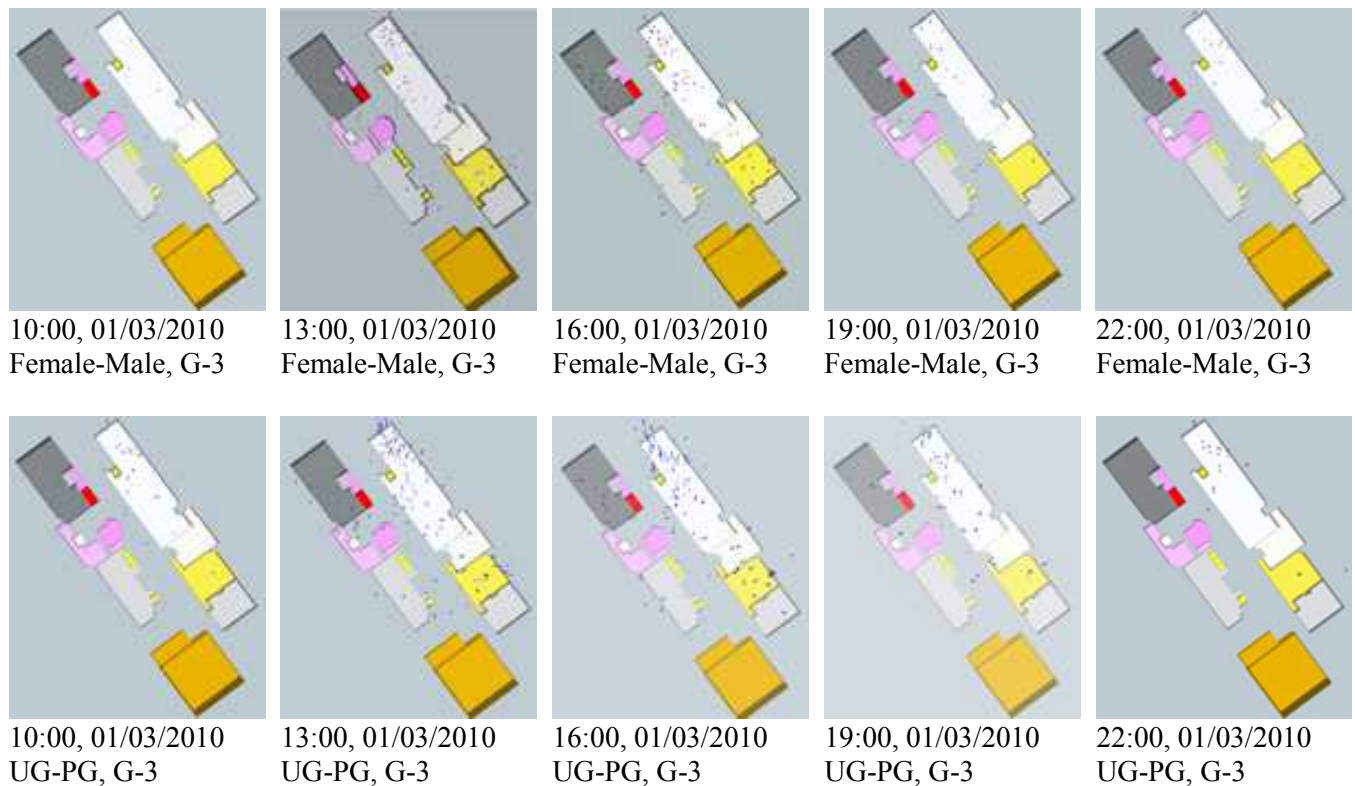 10:00, 01/03/2010
Female-Male, G-3
13:00, 01/03/2010
Female-Male, G-3
16:00, 01/03/2010
Female-Male, G-3
19:00, 01/03/2010
Female-Male, G-3
22:00, 01/03/2010
Female-Male, G-3
10:00, 01/03/2010
UG-PG, G-3
13:00, 01/03/2010
UG-PG, G-3
16:00, 01/03/2010
UG-PG, G-3
19:00, 01/03/2010
UG-PG, G-3
22:00, 01/03/2010
UG-PG, G-3